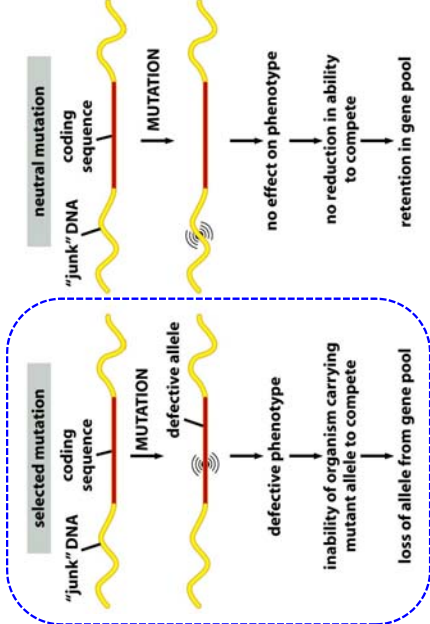 selected mutation
"junk" DNA
coding
sequence
MUTATION
defective allele
defective phenotype
inability of organism carrying
mutant allele to compete
loss of allele from gene pool
neutral mutation
"junk" DNA
coding
sequence
MUTATION
no effect on phenotype
no reduction in ability
to compete
retention in gene pool